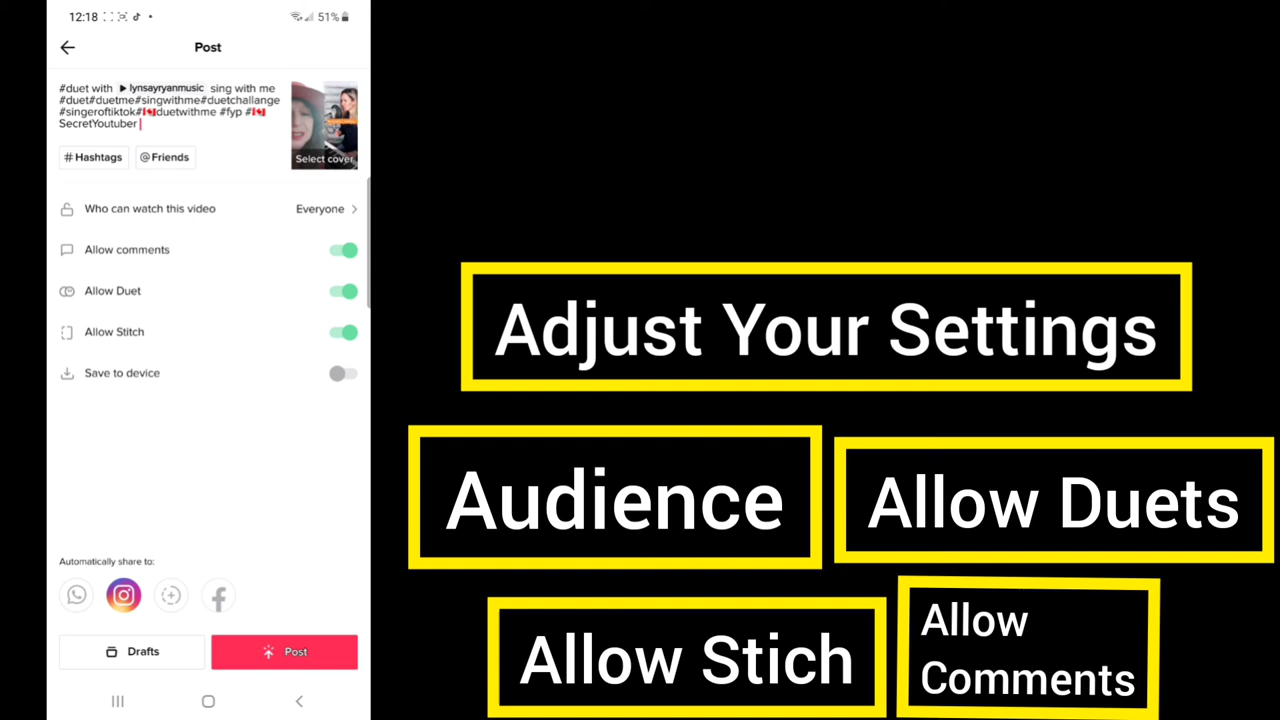 12:18
51%
Post
#duet with lynsayryanmusic sing with me
#duet#duetme#singwithme#duetchallange
#singeroftiktok#🇨🇦duetwithme #fyp #🇨🇦
SecretYoutuber
Select cover
#Hashtags
@Friends
Who can watch this video
Everyone
Allow comments
Allow Duet
Allow Stitch
Save to device
Automatically share to:
Drafts
Post
Adjust Your Settings
Audience
Allow Duets
Allow Stich
Allow
Comments